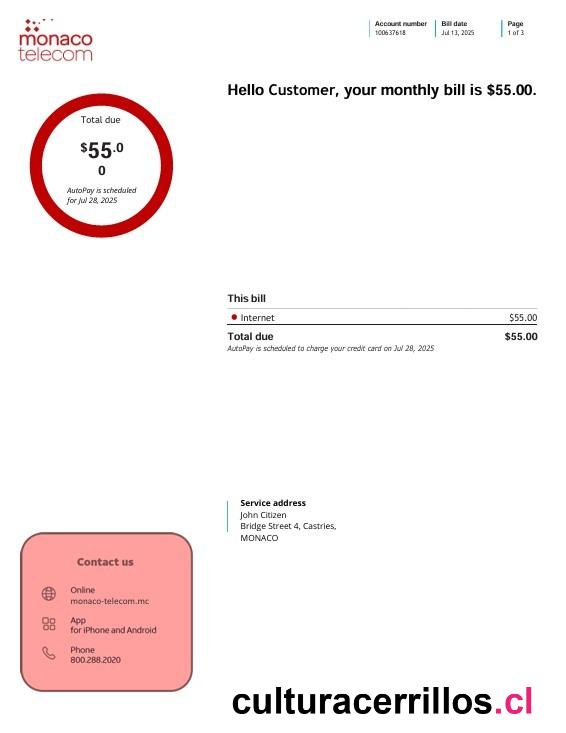 monaco
telecom
Account number
100637618
Bill date
Jul 13, 2025
Page
1 of 3
Hello Customer, your monthly bill is $55.00.
Total due
$55.0
0
AutoPay is scheduled
for Jul 28, 2025
This bill
Internet $55.00
Total due $55.00
AutoPay is scheduled to charge your credit card on Jul 28, 2025
Service address
John Citizen
Bridge Street 4, Castries,
MONACO
Contact us
Online
monaco-telecom.mc
App
for iPhone and Android
Phone
800.288.2020
culturacerrillos.cl